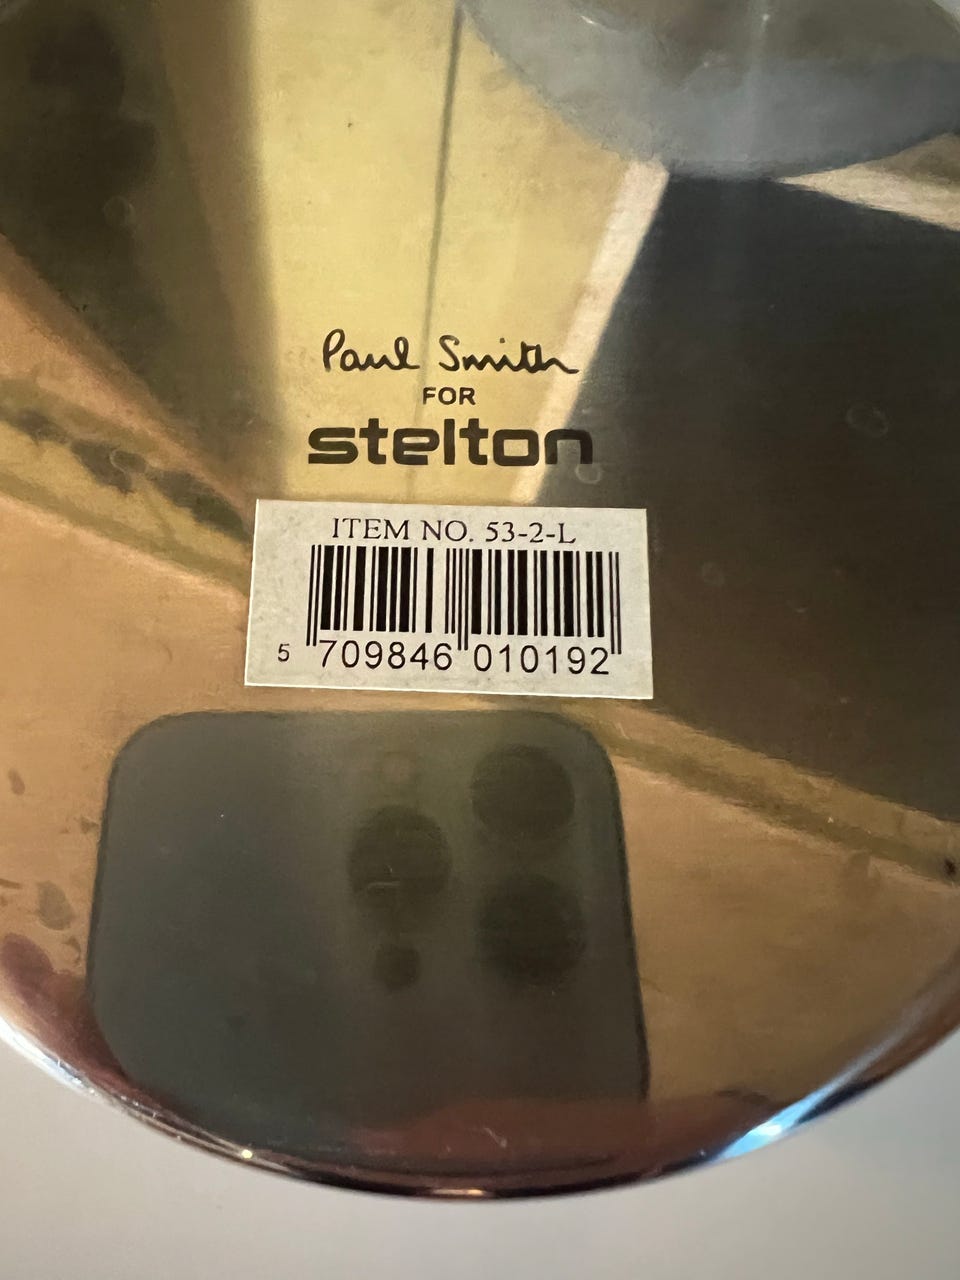 Paul Smith
FOR
stelton
ITEM NO. 53-2-L
5 709846 010192